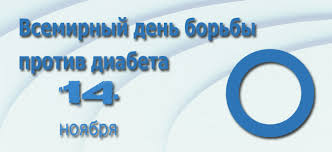 Всемирный день борьбы
против диабета
14
ноября